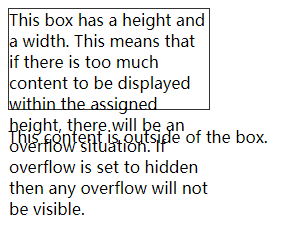 This box has a height and
a width. This means that
if there is too much
content to be displayed
within the assigned
height, there will be an
This content is outside of the box.
overflow situation. If
overflow is set to hidden
then any overflow will not
be visible.